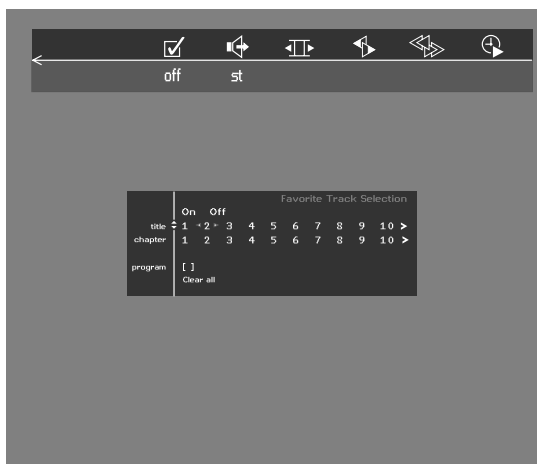 off st
Favorite Track Selection
On Off
title 1 2 3 4 5 6 7 8 9 10 >
chapter 1 2 3 4 5 6 7 8 9 10 >
program [ ]
Clear all